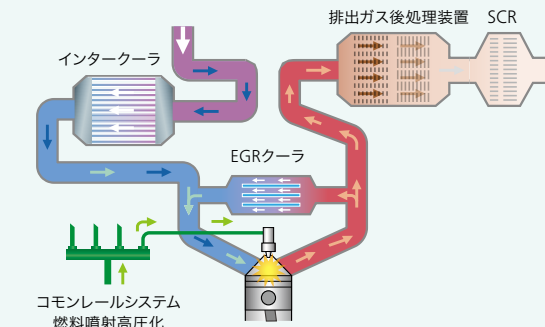 排出ガス後処理装置 SCR
インタークーラ
EGRクーラ
コモンレールシステム
燃料噴射高圧化